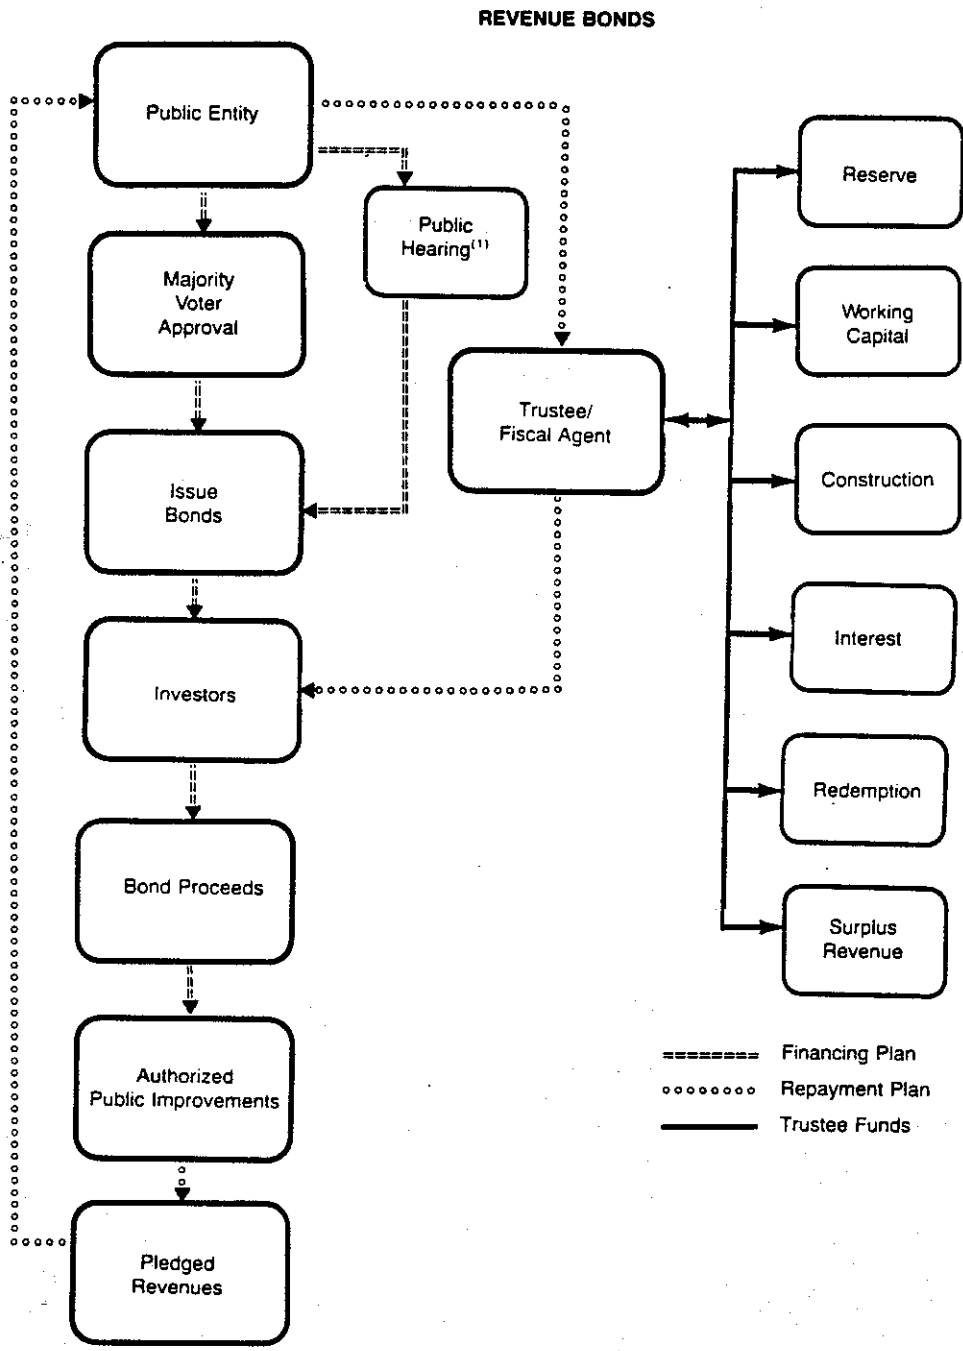 REVENUE BONDS
Public Entity
Public
Hearing(1)
Majority
Voter
Approval
Trustee/
Fiscal Agent
Issue
Bonds
Investors
Bond Proceeds
Authorized
Public Improvements
Pledged
Revenues
Reserve
Working
Capital
Construction
Interest
Redemption
Surplus
Revenue
Financing Plan
Repayment Plan
Trustee Funds